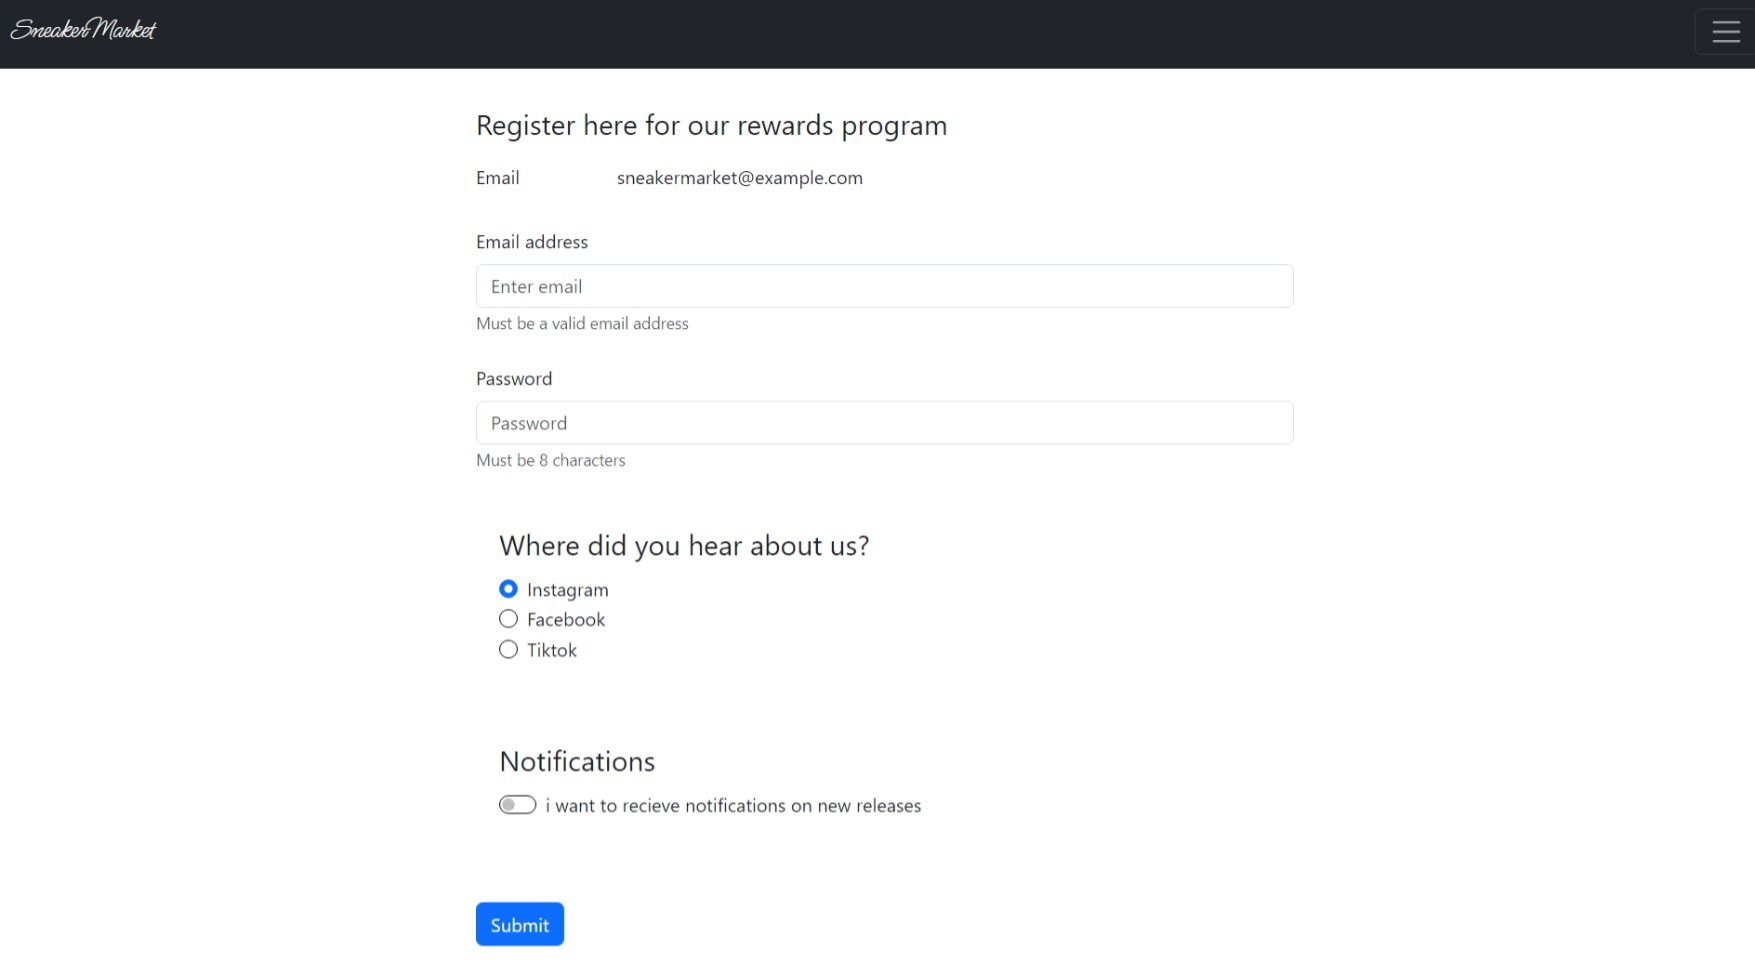 SneakerMarket
Register here for our rewards program
Email sneakermarket@example.com
Email address
Enter email
Must be a valid email address
Password
Password
Must be 8 characters
Where did you hear about us?
Instagram
Facebook
Tiktok
Notifications
i want to recieve notifications on new releases
Submit